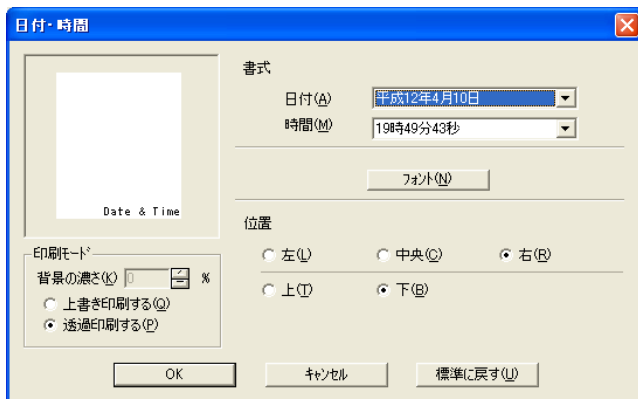 日付・時間
書式
日付(A) 平成12年4月10日
時間(M) 19時49分43秒
フォント(N)
Date & Time
位置
左(L) 中央(C) 右(R)
上(T) 下(B)
印刷モード
背景の濃さ(K) 0 %
上書き印刷する(O)
透過印刷する(P)
OK キャンセル 標準に戻す(U)